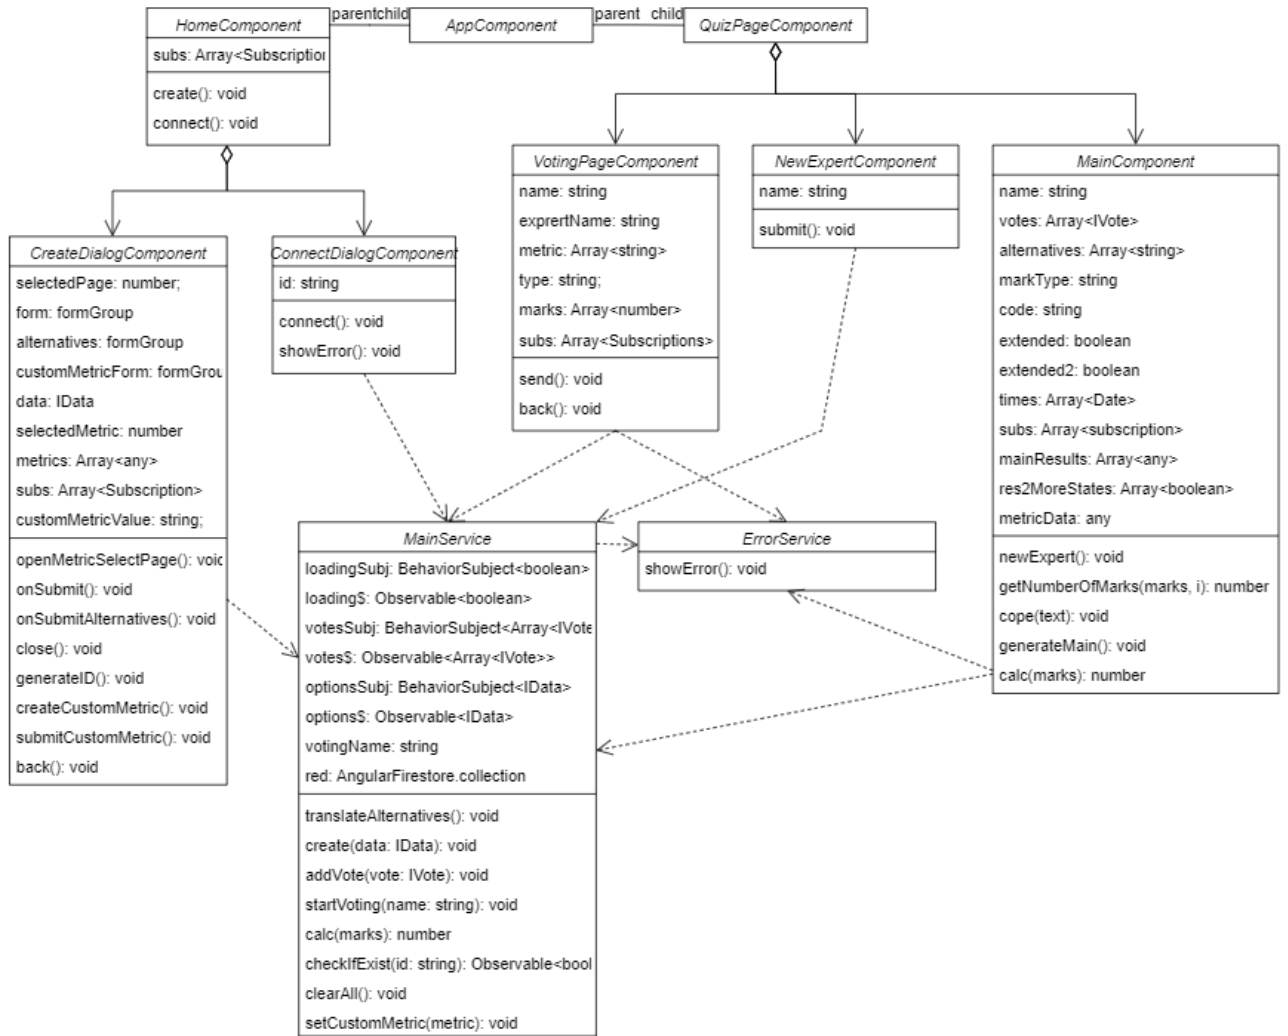 HomeComponent
subs: Array<Subscription
create(): void
connect(): void
parentchild
AppComponent
parent child
QuizPageComponent
CreateDialogComponent
selectedPage: number;
form: formGroup
alternatives: formGroup
customMetricForm: formGrou
data: IData
selectedMetric: number
metrics: Array<any>
subs: Array<Subscription>
customMetricValue: string;
openMetricSelectPage(): void
onSubmit(): void
onSubmitAlternatives(): void
close(): void
generateID(): void
createCustomMetric(): void
submitCustomMetric(): void
back(): void
ConnectDialogComponent
id: string
connect(): void
showError(): void
VotingPageComponent
name: string
exprertName: string
metric: Array<string>
type: string;
marks: Array<number>
subs: Array<Subscriptions>
send(): void
back(): void
NewExpertComponent
name: string
submit(): void
MainComponent
name: string
votes: Array<IVote>
alternatives: Array<string>
markType: string
code: string
extended: boolean
extended2: boolean
times: Array<Date>
subs: Array<subscription>
mainResults: Array<any>
res2MoreStates: Array<boolean>
metricData: any
newExpert(): void
getNumberOfMarks(marks, i): number
cope(text): void
generateMain(): void
calc(marks): number
MainService
loadingSubj: BehaviorSubject<boolean>
loading$: Observable<boolean>
votesSubj: BehaviorSubject<Array<IVote
votes$: Observable<Array<IVote>>
optionsSubj: BehaviorSubject<IData>
options$: Observable<IData>
votingName: string
red: AngularFirestore.collection
translateAlternatives(): void
create(data: IData): void
addVote(vote: IVote): void
startVoting(name: string): void
calc(marks): number
checkIfExist(id: string): Observable<bool
clearAll(): void
setCustomMetric(metric): void
ErrorService
showError(): void